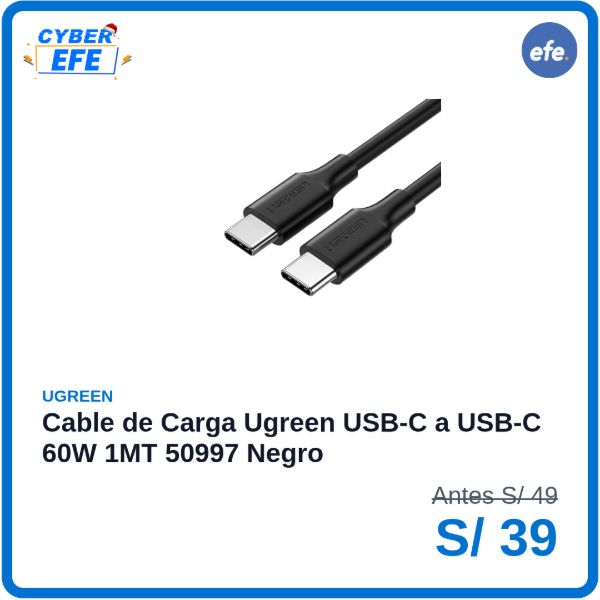 CYBER
EFE
efe.
UGREEN
UGREEN
UGREEN
Cable de Carga Ugreen USB-C a USB-C
60W 1MT 50997 Negro
Antes S/ 49
S/ 39